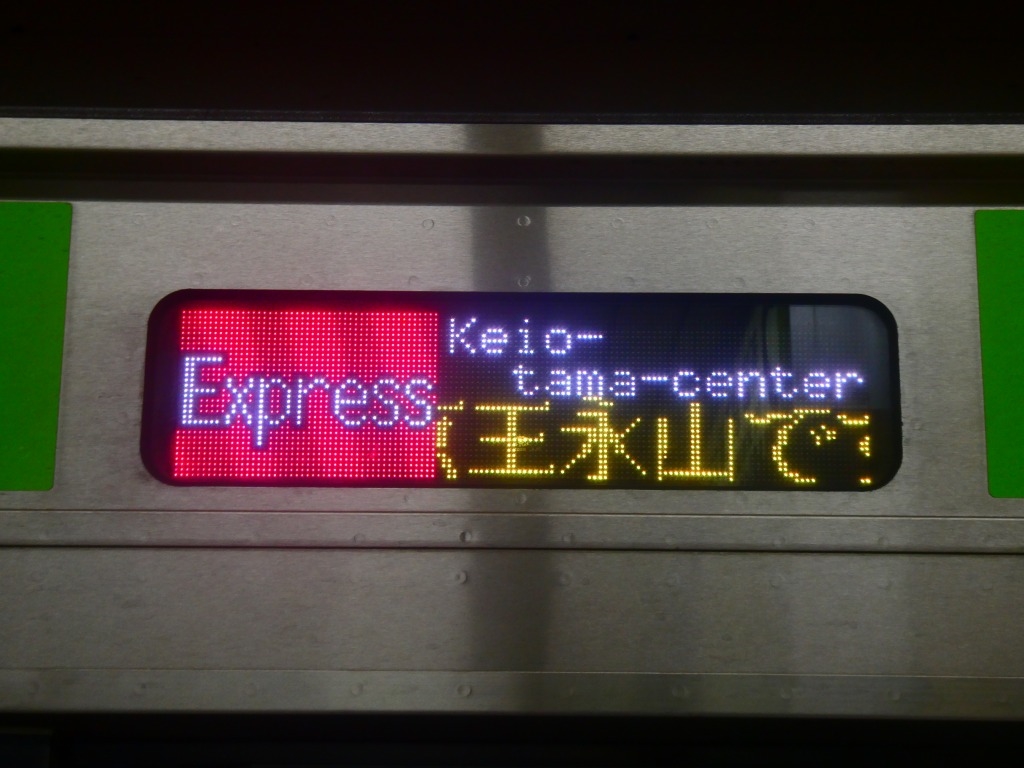 Express
Keio-
tama-center
王永山で